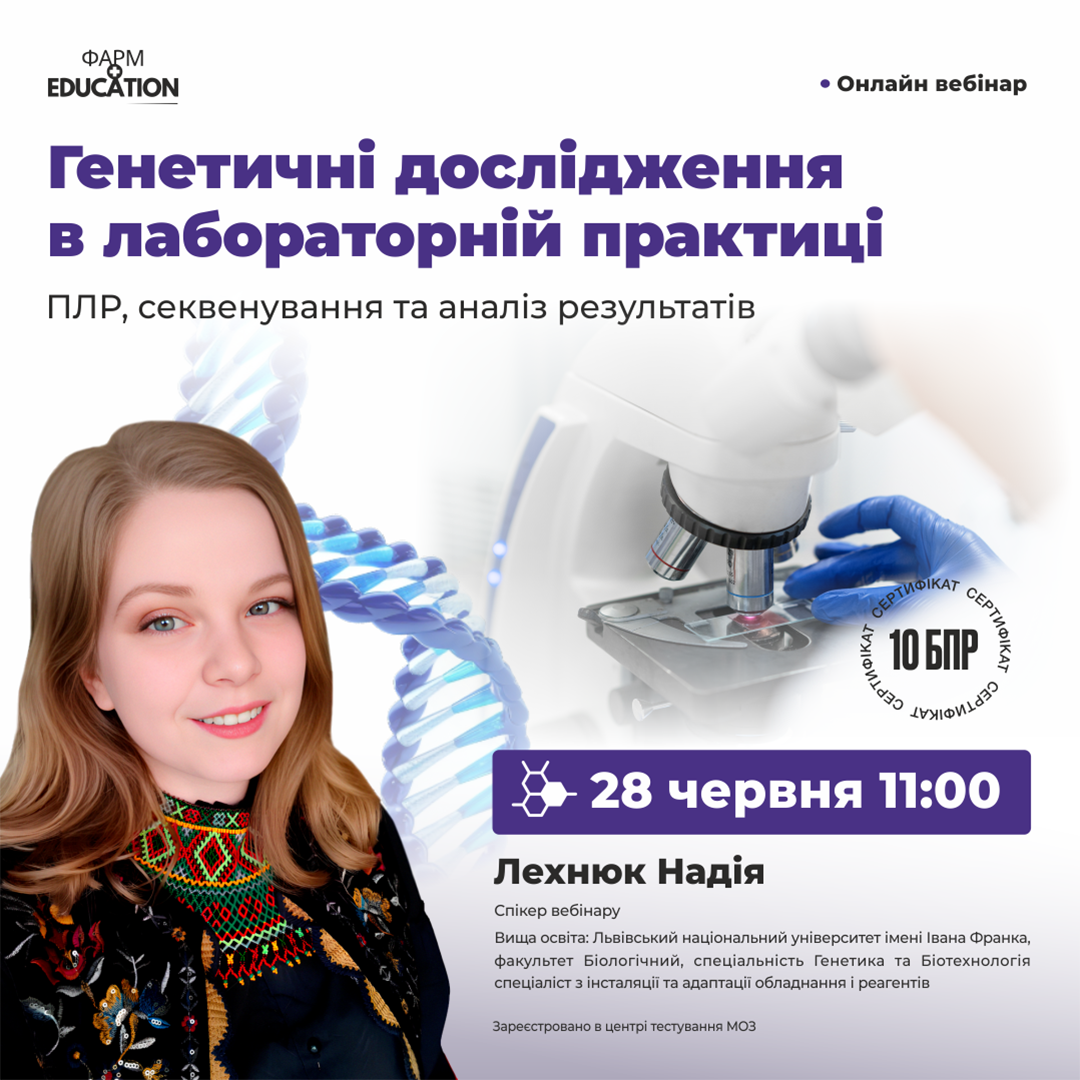 ФАРМ
EDUCATION
• Онлайн вебінар
Генетичні дослідження
в лабораторній практиці
ПЛР, секвенування та аналіз результатів
СЕРТИФІКАТ СЕРТИФІКАТ СЕРТИФІКАТ СЕРТИФІКАТ
10 БПР
28 червня 11:00
Лехнюк Надія
Спікер вебінару
Вища освіта: Львівський національний університет імені Івана Франка,
факультет Біологічний, спеціальність Генетика та Біотехнологія
спеціаліст з інсталяції та адаптації обладнання і реагентів
Зареєстровано в центрі тестування МОЗ